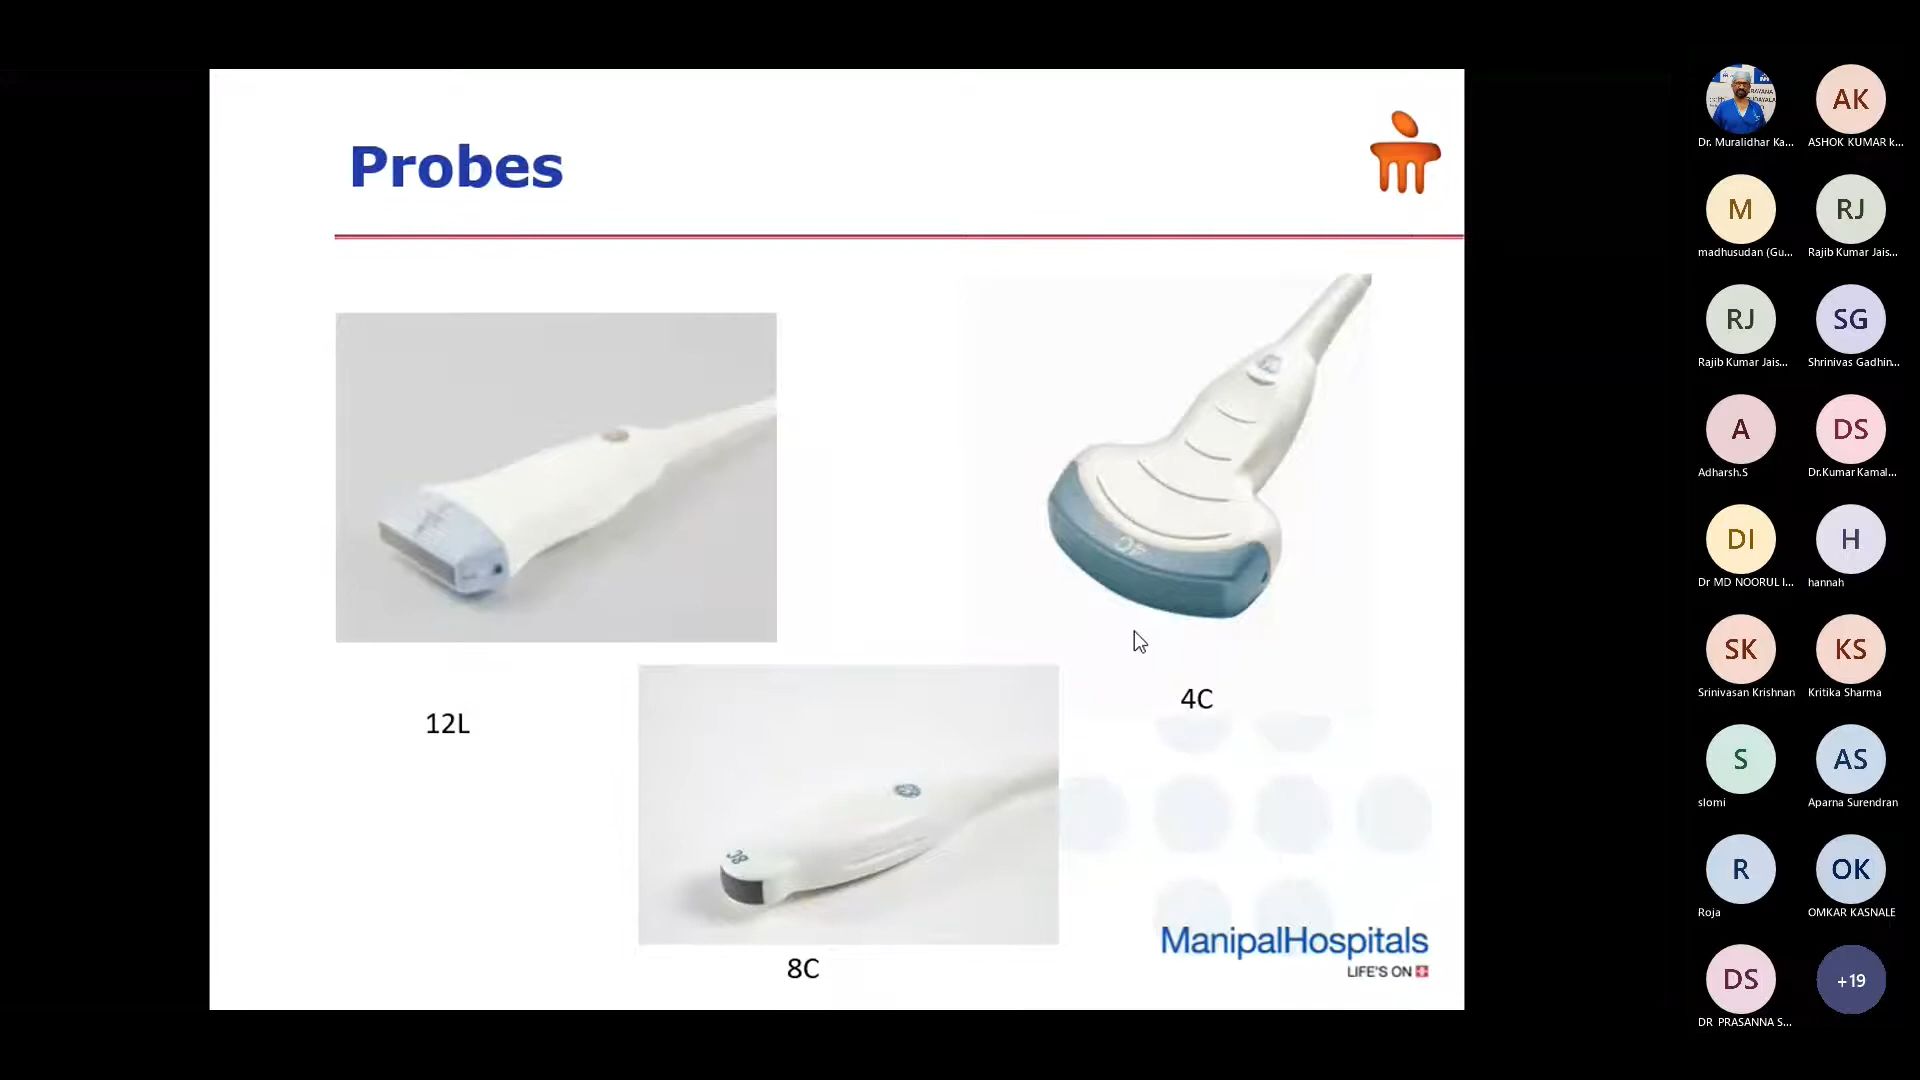 Probes
4C
12L
4C
8C
8C
ManipalHospitals
LIFE'S ON
AK
Dr. Muralidhar Ka...
ASHOK KUMAR k...
M
RJ
madhusudan (Gu...
Rajib Kumar Jais...
RJ
SG
Rajib Kumar Jais...
Shrinivas Gadhin...
A
DS
Adharsh.S
Dr.Kumar Kamal...
DI
H
Dr MD NOORUL I...
hannah
SK
KS
Srinivasan Krishnan
Kritika Sharma
S
AS
slomi
Aparna Surendran
R
OK
Roja
OMKAR KASNALE
DS
+19
DR PRASANNA S...